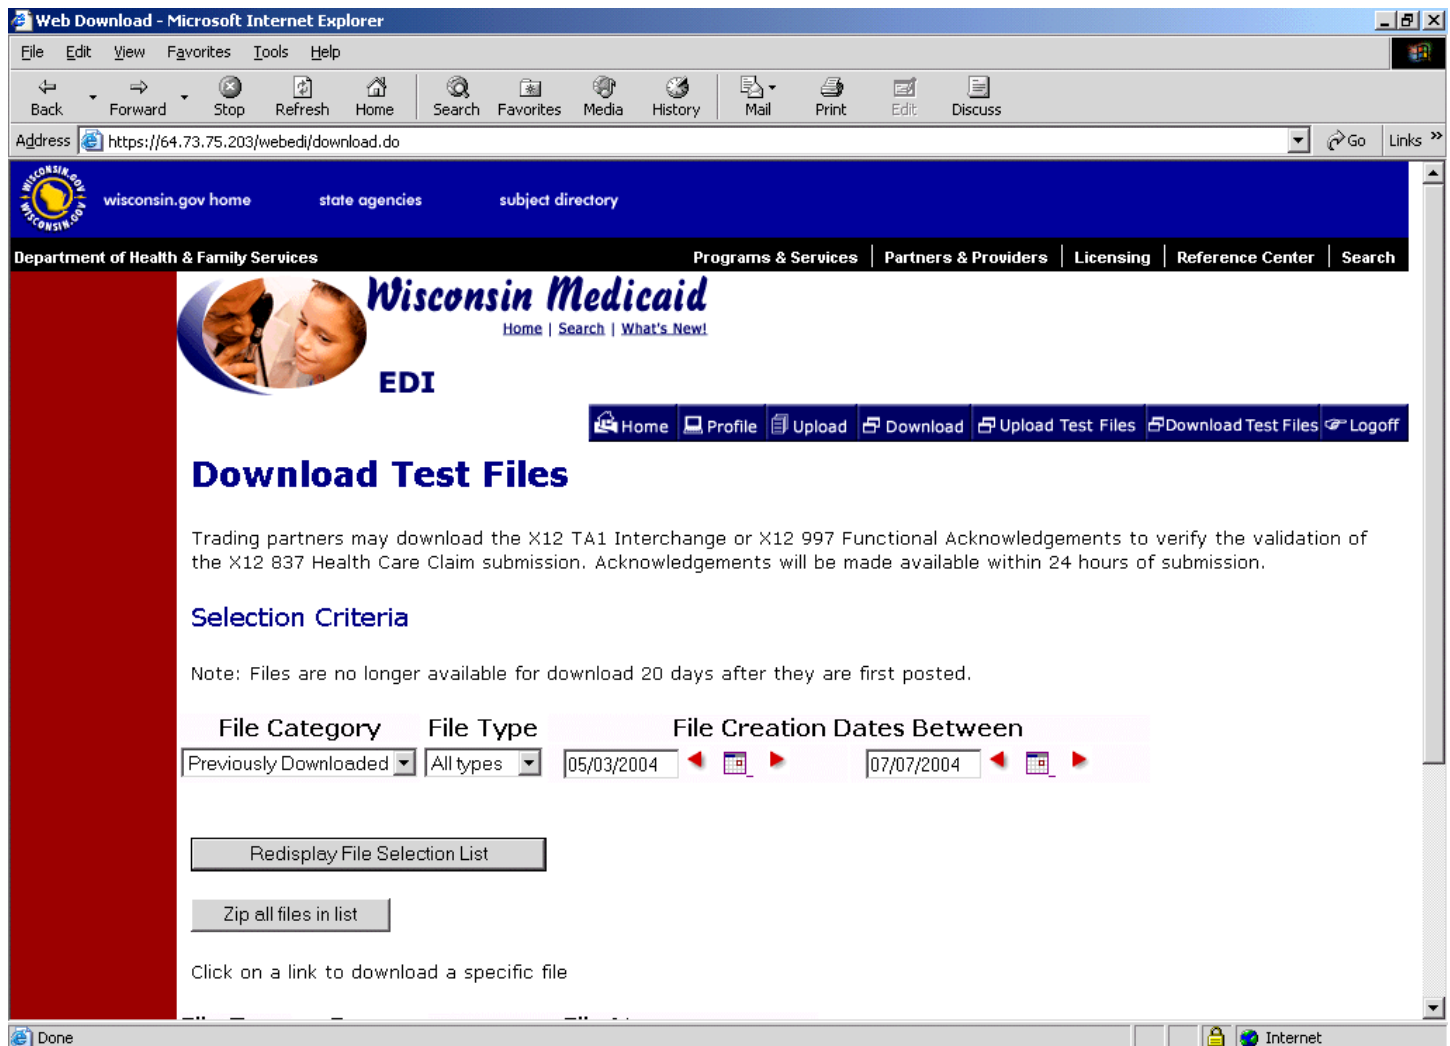 Web Download - Microsoft Internet Explorer
File Edit View Favorites Tools Help
Back Forward Stop Refresh Home Search Favorites Media History Mail Print Edit Discuss
Address https://64.73.75.203/webedi/download.do Go Links »
WISCONSIN.GOV
WISCONSIN.GOV
wisconsin.gov home state agencies subject directory
Department of Health & Family Services Programs & Services | Partners & Providers | Licensing | Reference Center | Search
Wisconsin Medicaid
Home | Search | What's New!
EDI
Home Profile Upload Download Upload Test Files Download Test Files Logoff
Download Test Files
Trading partners may download the X12 TA1 Interchange or X12 997 Functional Acknowledgements to verify the validation of
the X12 837 Health Care Claim submission. Acknowledgements will be made available within 24 hours of submission.
Selection Criteria
Note: Files are no longer available for download 20 days after they are first posted.
File Category File Type File Creation Dates Between
Previously Downloaded All types 05/03/2004 07/07/2004
Redisplay File Selection List
Zip all files in list
Click on a link to download a specific file
Done Internet